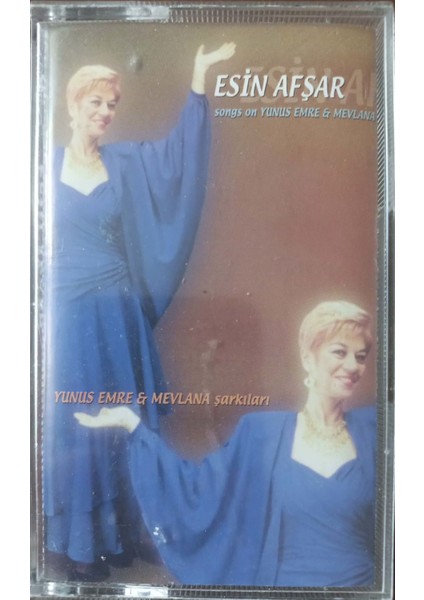 ESİN AFŞAR
songs on YUNUS EMRE & MEVLANA
YUNUS EMRE & MEVLANA şarkıları